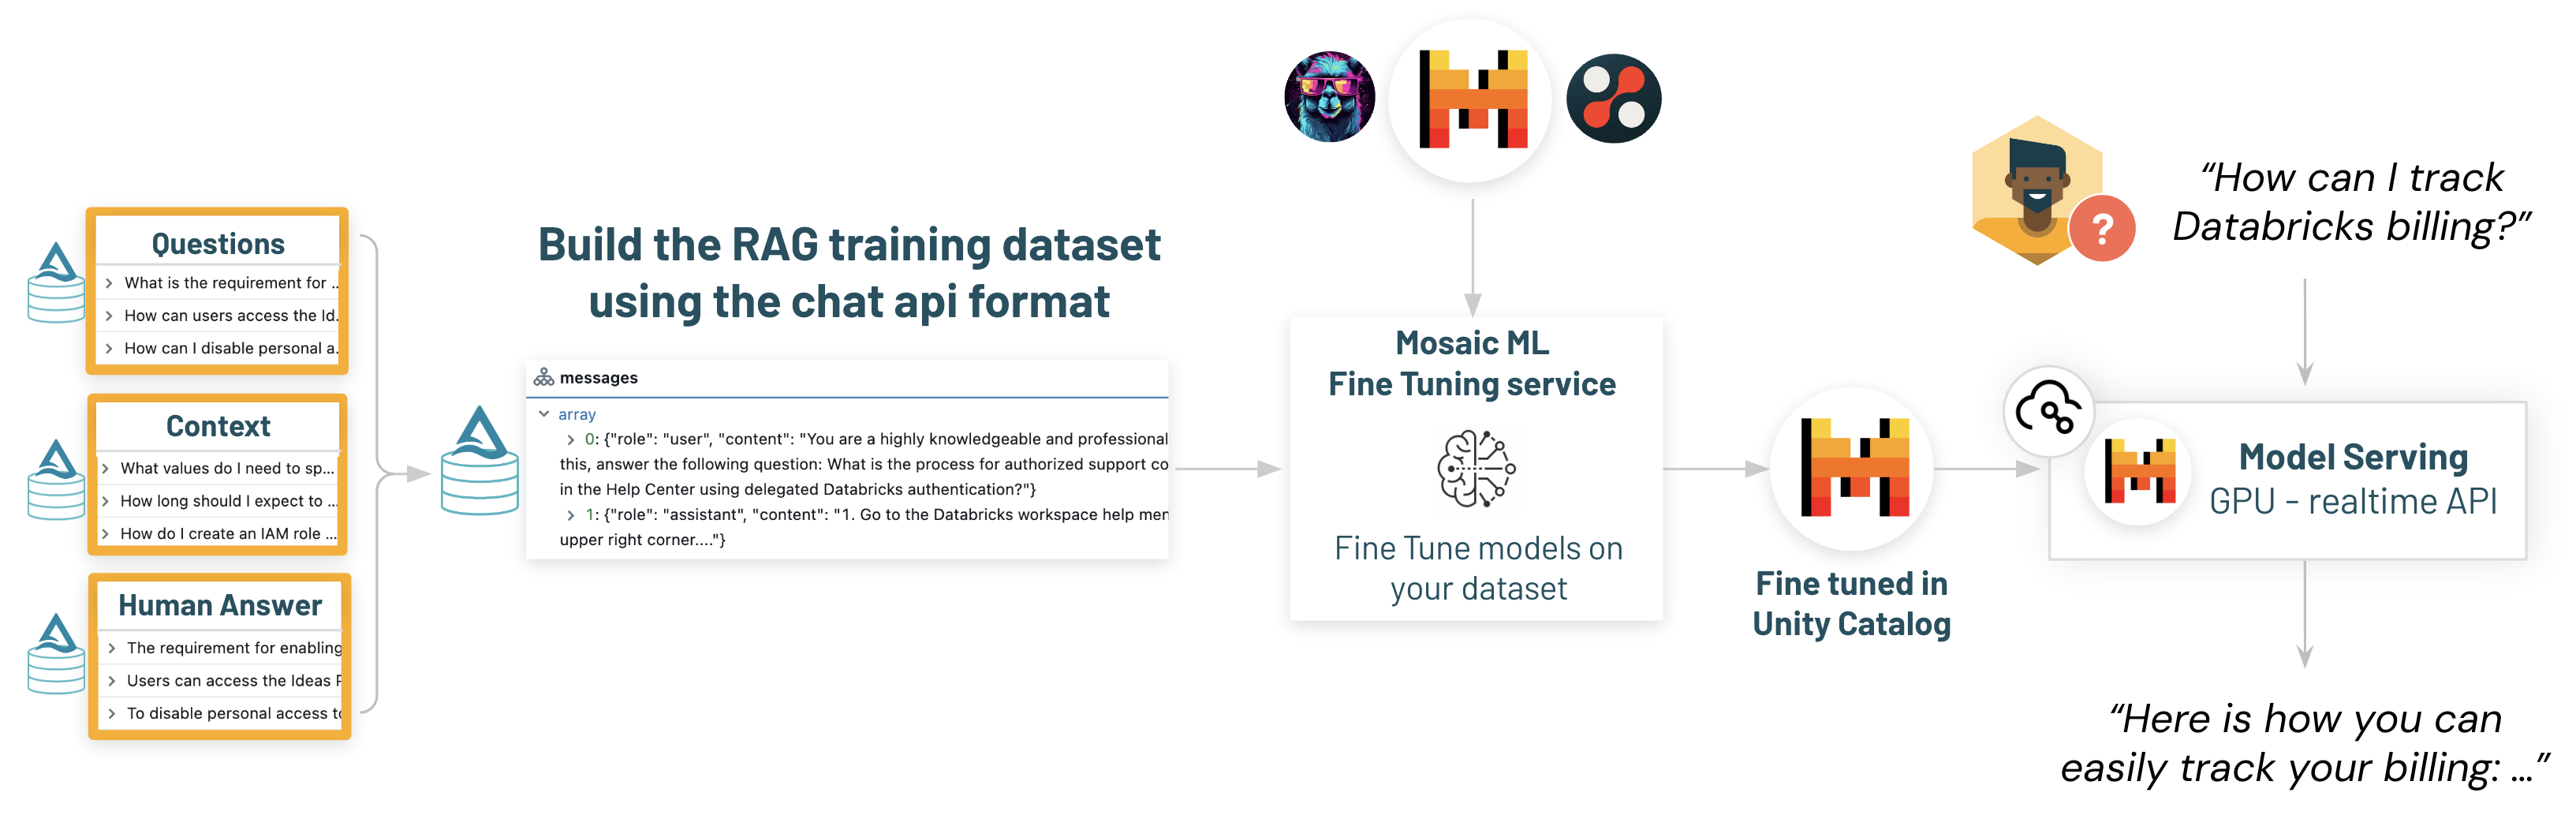 Questions
What is the requirement for ..
How can users access the Id.
How can I disable personal a.
Context
What values do I need to sp...
How long should I expect to ...
How do I create an IAM role ...
Human Answer
The requirement for enabling
Users can access the Ideas P
To disable personal access to
Build the RAG training dataset
using the chat api format
messages
array
0: {"role": "user", "content": "You are a highly knowledgeable and professional
this, answer the following question: What is the process for authorized support co
in the Help Center using delegated Databricks authentication?"}
1: {"role": "assistant", "content": "1. Go to the Databricks workspace help men
upper right corner...."}
Mosaic ML
Fine Tuning service
Fine Tune models on
your dataset
Fine tuned in
Unity Catalog
?
“How can I track
Databricks billing?”
Model Serving
GPU - realtime API
“Here is how you can
easily track your billing: ...”